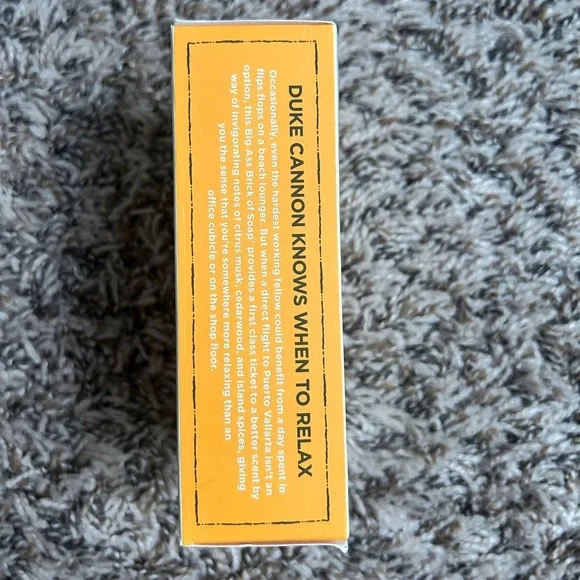 DUKE CANNON KNOWS WHEN TO RELAX
Occasionally, even the hardest working fellow could benefit from a day spent in
flips flops on a beach lounger. But when a direct flight to Puerto Vallarta isn't an
option, this Big Ass Brick of Soap provides a first class ticket to a better scent by
way of invigorating notes of citrus musk, cedarwood, and island spices, giving
you the sense that you're somewhere more relaxing than an
office cubicle or on the shop floor.